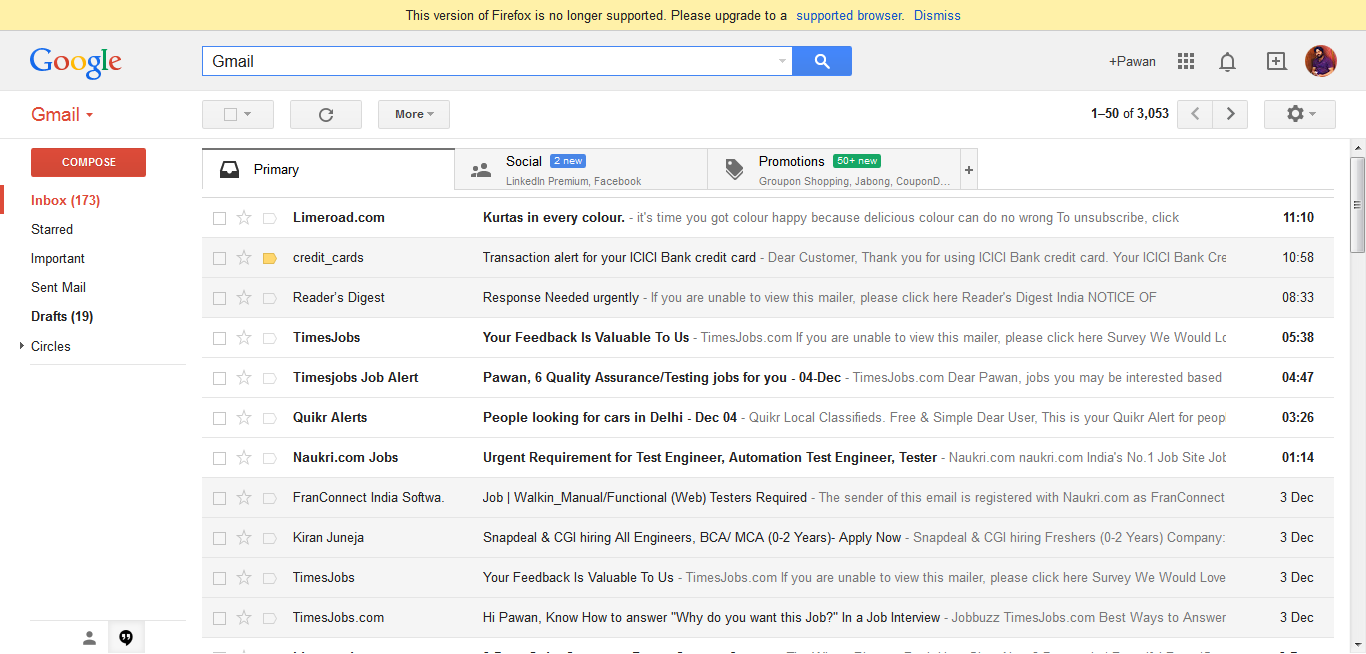 This version of Firefox is no longer supported. Please upgrade to a supported browser. Dismiss
Google
Gmail
+Pawan
Gmail
More
1–50 of 3,053
COMPOSE
Inbox (173)
Starred
Important
Sent Mail
Drafts (19)
Circles
Primary
Social 2 new
LinkedIn Premium, Facebook
Promotions 50+ new
Groupon Shopping, Jabong, CouponD...
+
Limeroad.com Kurtas in every colour. - it's time you got colour happy because delicious colour can do no wrong To unsubscribe, click 11:10
credit_cards Transaction alert for your ICICI Bank credit card - Dear Customer, Thank you for using ICICI Bank credit card. Your ICICI Bank Cre 10:58
Reader's Digest Response Needed urgently - If you are unable to view this mailer, please click here Reader's Digest India NOTICE OF 08:33
TimesJobs Your Feedback Is Valuable To Us - TimesJobs.com If you are unable to view this mailer, please click here Survey We Would Lo 05:38
Timesjobs Job Alert Pawan, 6 Quality Assurance/Testing jobs for you - 04-Dec - TimesJobs.com Dear Pawan, jobs you may be interested based 04:47
Quikr Alerts People looking for cars in Delhi - Dec 04 - Quikr Local Classifieds. Free & Simple Dear User, This is your Quikr Alert for peop 03:26
Naukri.com Jobs Urgent Requirement for Test Engineer, Automation Test Engineer, Tester - Naukri.com naukri.com India's No.1 Job Site Job 01:14
FranConnect India Softwa. Job | Walkin_Manual/Functional (Web) Testers Required - The sender of this email is registered with Naukri.com as FranConnect 3 Dec
Kiran Juneja Snapdeal & CGI hiring All Engineers, BCA/ MCA (0-2 Years)- Apply Now - Snapdeal & CGI hiring Freshers (0-2 Years) Company: 3 Dec
TimesJobs Your Feedback Is Valuable To Us - TimesJobs.com If you are unable to view this mailer, please click here Survey We Would Love 3 Dec
TimesJobs.com Hi Pawan, Know How to answer "Why do you want this Job?" In a Job Interview - Jobbuzz TimesJobs.com Best Ways to Answer 3 Dec